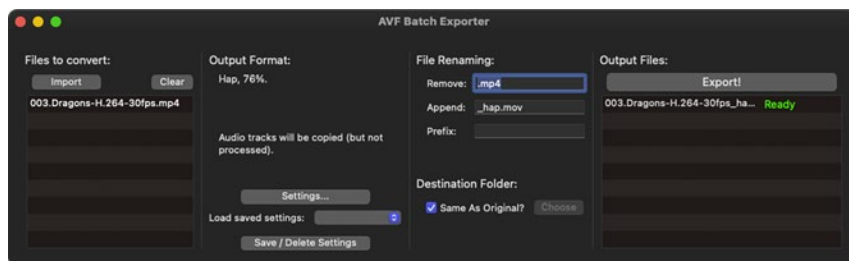 AVF Batch Exporter
Files to convert:
Import
Clear
003.Dragons-H.264-30fps.mp4
Output Format:
Hap, 76%.
Audio tracks will be copied (but not
processed).
Settings...
Load saved settings:
Save / Delete Settings
File Renaming:
Remove: .mp4
Append: _hap.mov
Prefix:
Destination Folder:
Same As Original?
Choose
Output Files:
Export!
003.Dragons-H.264-30fps_ha... Ready